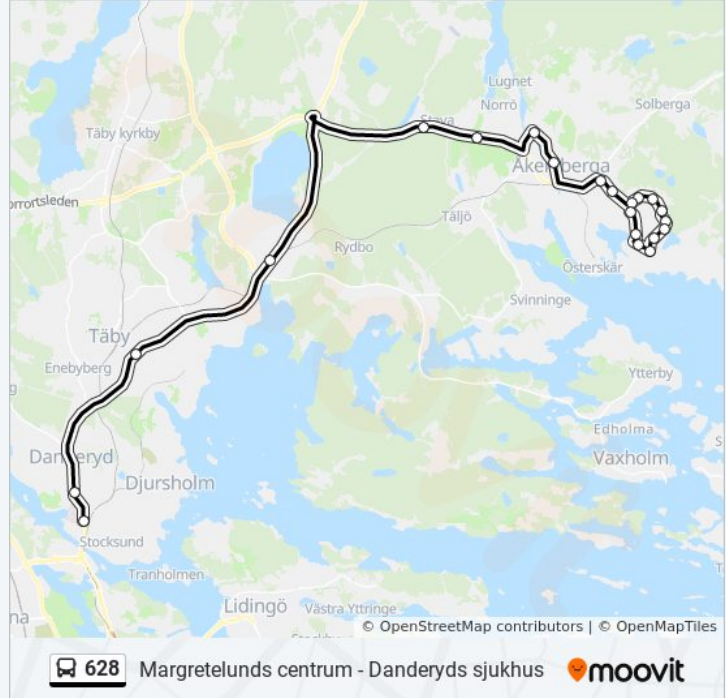 Lugnet
Norrö
Solberga
Täby kyrkby
Stava
Åkersberga
orrortsleden
Täljö
Rydbo
Österskär
Svinninge
Täby
Enebyberg
g
Ytterby
Edholma
Vaxholm
S
Danderyd
Djursholm
Stocksund
Tranholmen
Lidingö
Västra Yttringe
na
© OpenStreetMap contributors | © OpenMapTiles
628 Margretelunds centrum - Danderyds sjukhus moovit